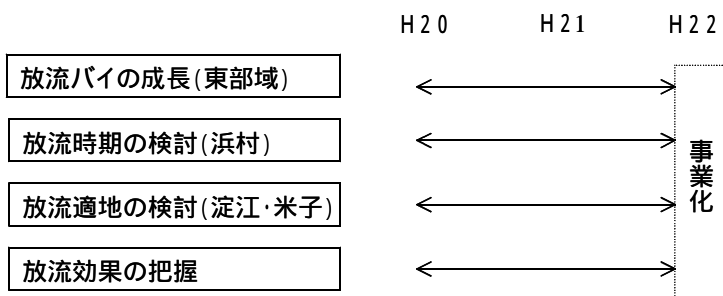 H20 H21 H22
放流バイの成長(東部域)
放流時期の検討(浜村)
放流適地の検討(淀江・米子)
放流効果の把握
事業化